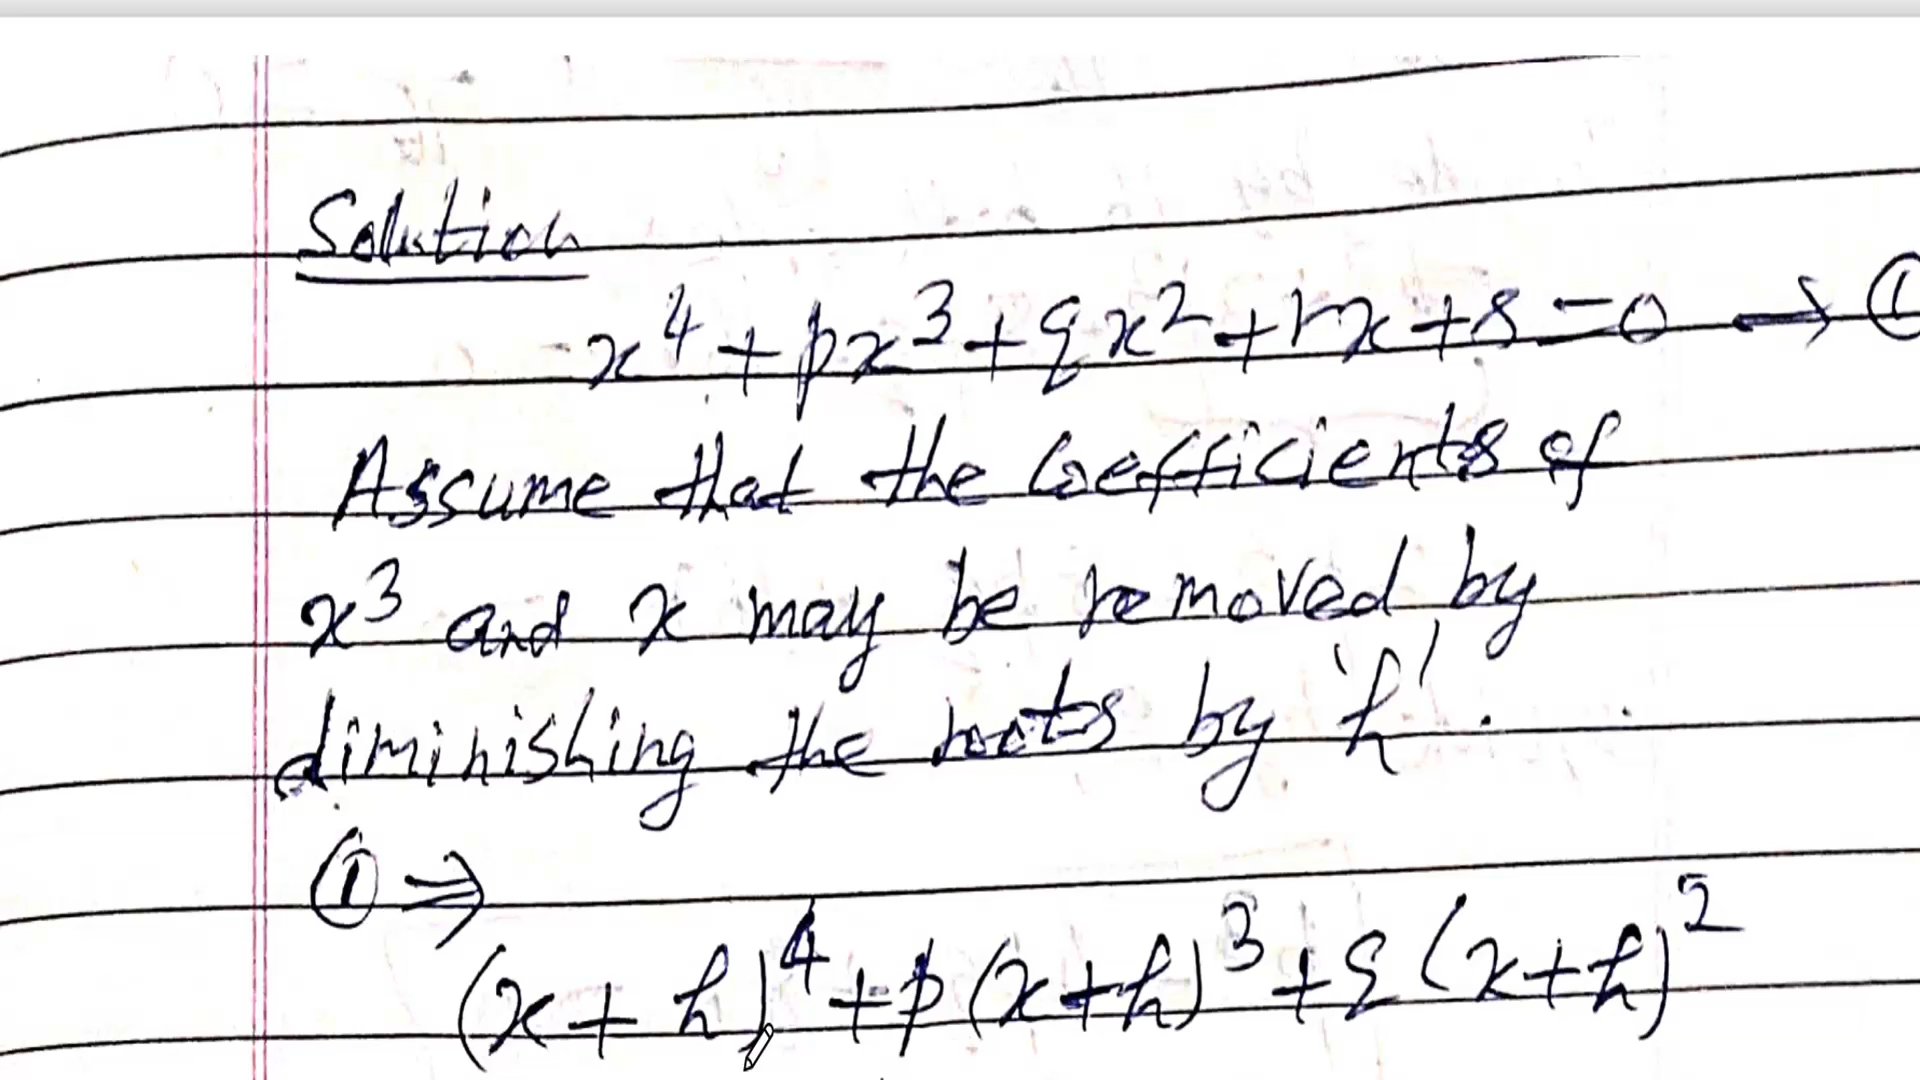 Solution
x⁴ + px³ + qx² + rx + s = 0 → ①
Assume that the Coefficients of
x³ and x may be removed by
diminishing the roots by 'h'.
① ⇒
(x + h)⁴ + p(x+h)³ + q(x+h)²